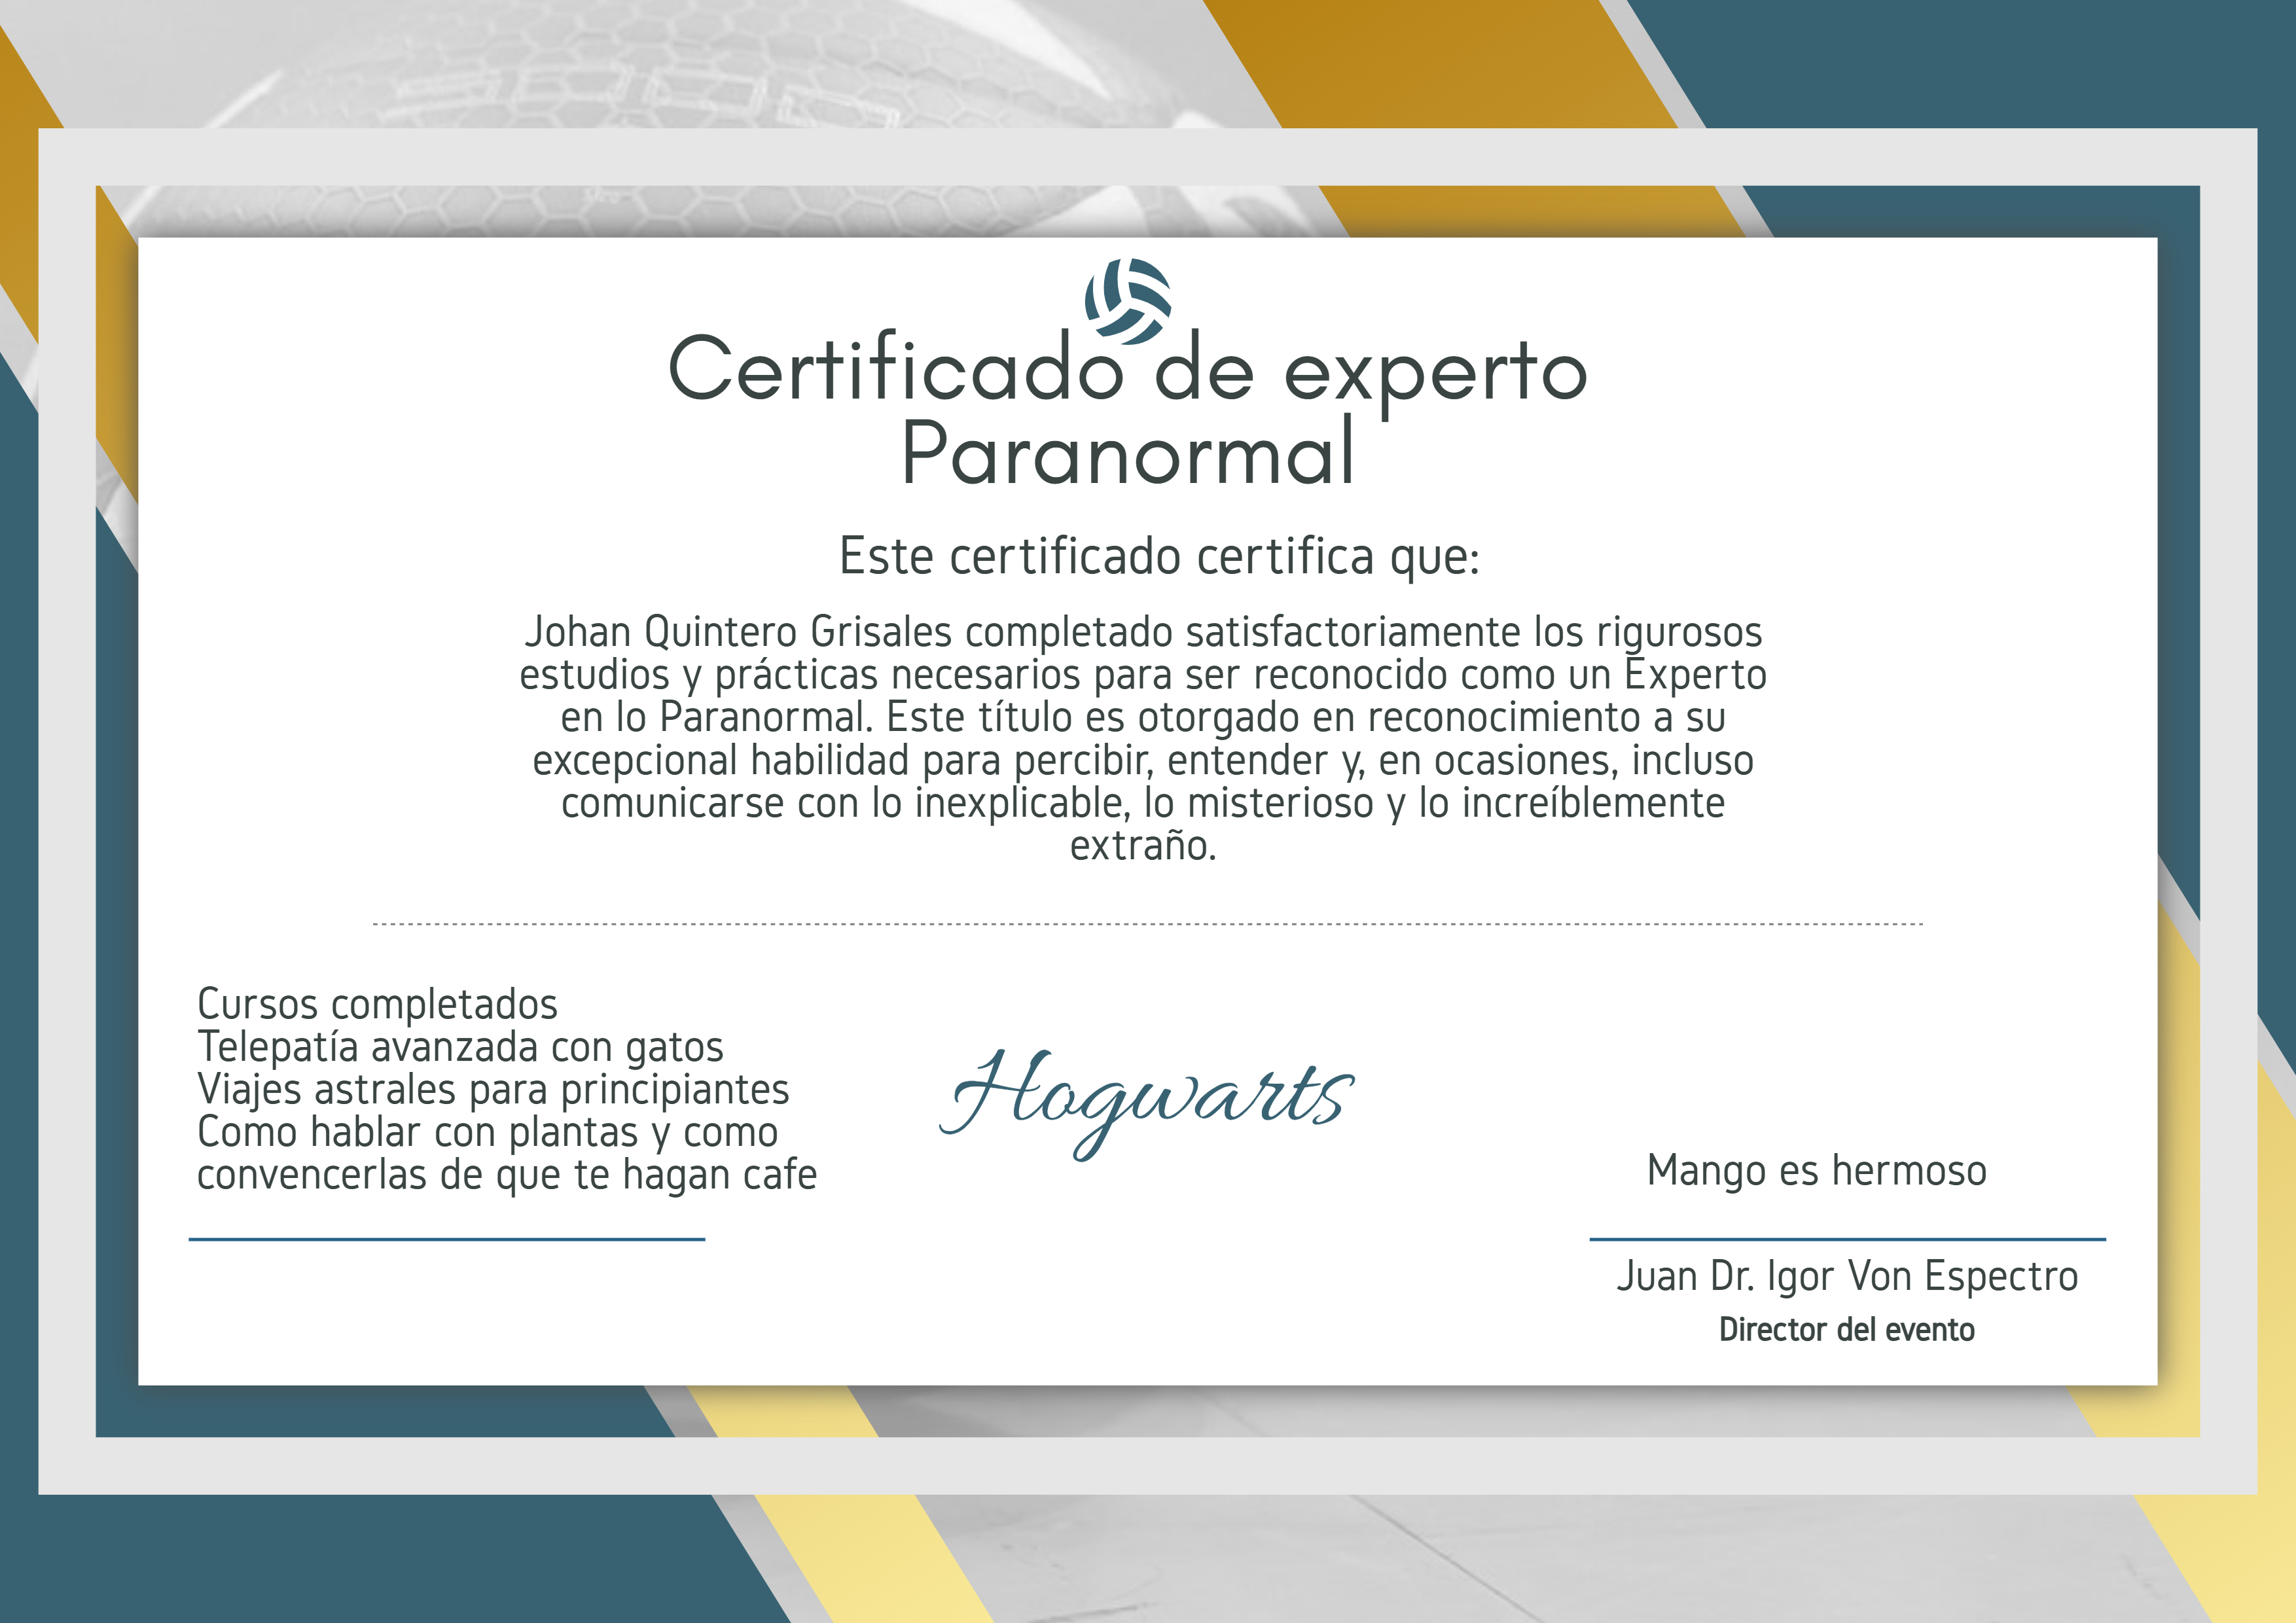 Certificado de experto
Paranormal
Este certificado certifica que:
Johan Quintero Grisales completado satisfactoriamente los rigurosos
estudios y prácticas necesarios para ser reconocido como un Experto
en lo Paranormal. Este título es otorgado en reconocimiento a su
excepcional habilidad para percibir, entender y, en ocasiones, incluso
comunicarse con lo inexplicable, lo misterioso y lo increíblemente
extraño.
Cursos completados
Telepatía avanzada con gatos
Viajes astrales para principiantes
Como hablar con plantas y como
convencerlas de que te hagan cafe
Hogwarts
Mango es hermoso
Juan Dr. Igor Von Espectro
Director del evento